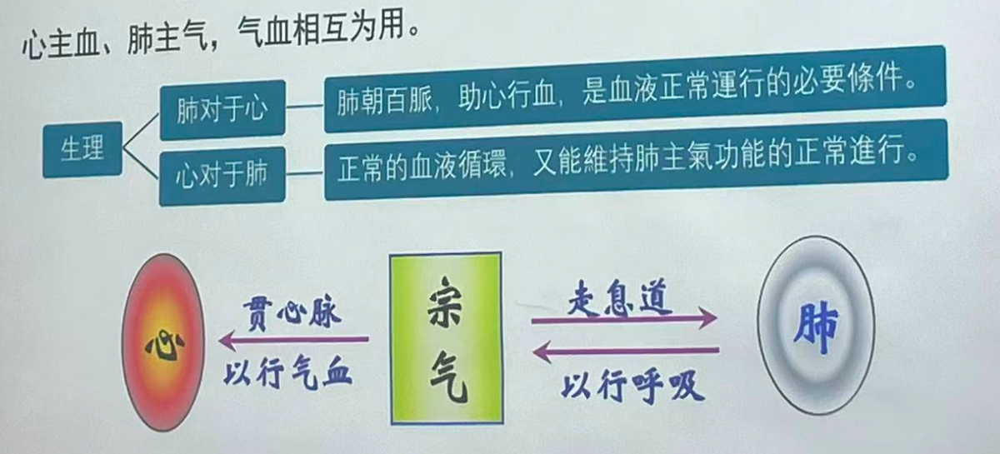 心主血、肺主气，气血相互为用。
生理
肺对于心
肺朝百脈，助心行血，是血液正常運行的必要條件。
心对于肺
正常的血液循環，又能維持肺主氣功能的正常進行。
心
贯心脉
以行气血
宗
气
走息道
以行呼吸
肺